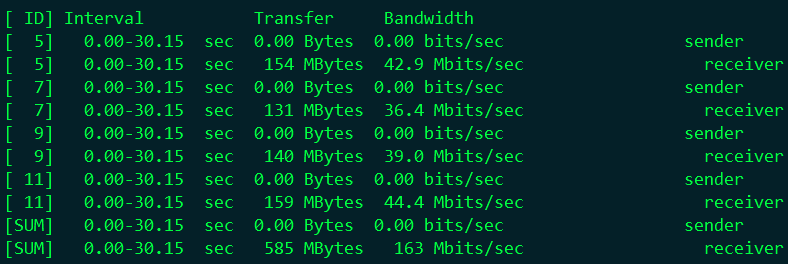 [ ID] Interval           Transfer     Bandwidth
[  5]   0.00-30.15  sec  0.00 Bytes  0.00 bits/sec                  sender
[  5]   0.00-30.15  sec   154 MBytes  42.9 Mbits/sec                  receiver
[  7]   0.00-30.15  sec  0.00 Bytes  0.00 bits/sec                  sender
[  7]   0.00-30.15  sec   131 MBytes  36.4 Mbits/sec                  receiver
[  9]   0.00-30.15  sec  0.00 Bytes  0.00 bits/sec                  sender
[  9]   0.00-30.15  sec   140 MBytes  39.0 Mbits/sec                  receiver
[ 11]   0.00-30.15  sec  0.00 Bytes  0.00 bits/sec                  sender
[ 11]   0.00-30.15  sec   159 MBytes  44.4 Mbits/sec                  receiver
[SUM]   0.00-30.15  sec  0.00 Bytes  0.00 bits/sec                  sender
[SUM]   0.00-30.15  sec   585 MBytes   163 Mbits/sec                  receiver